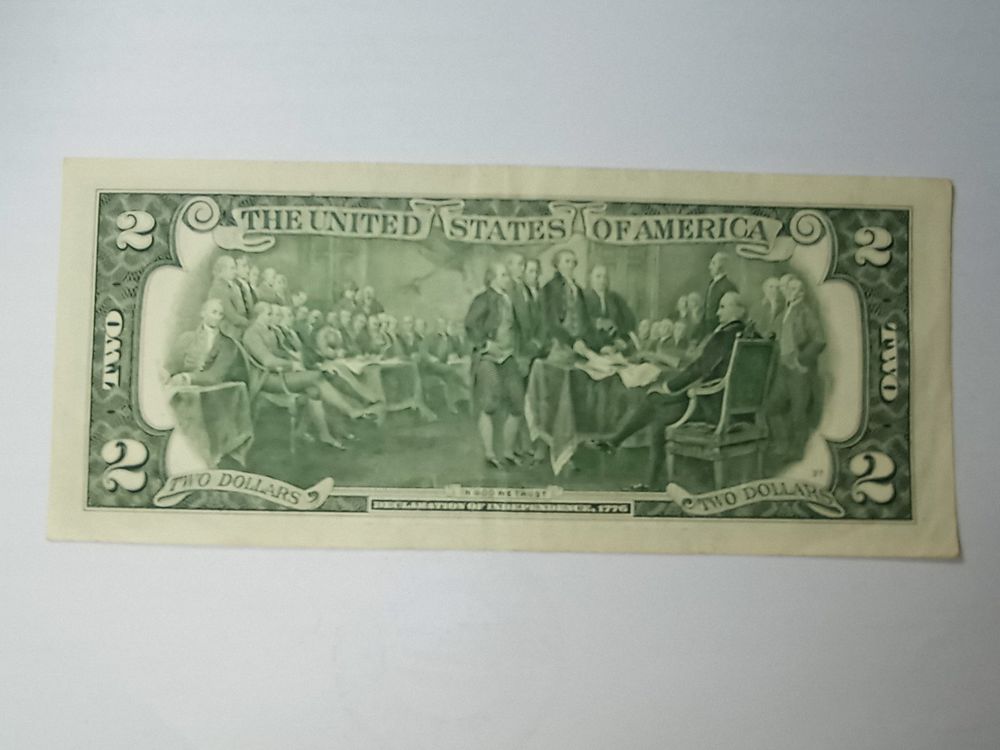 THE UNITED STATES OF AMERICA
2
2
TWO
TWO
2
2
TWO DOLLARS
TWO DOLLARS
IN GOD WE TRUST
DECLARATION OF INDEPENDENCE, 1776